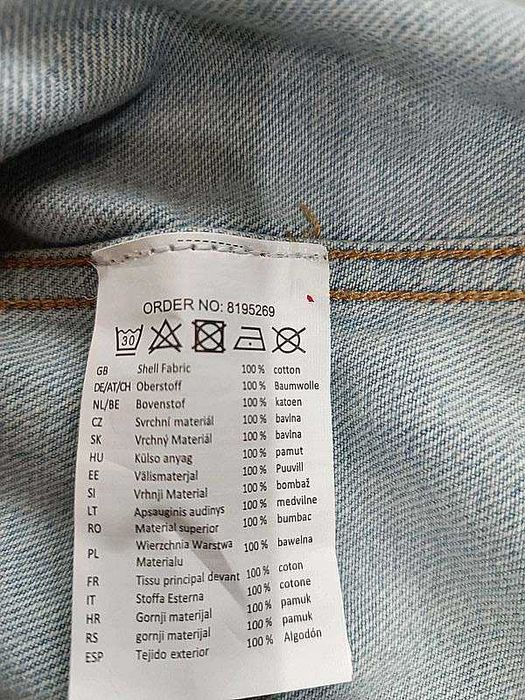 ORDER NO: 8195269
30
GB Shell Fabric 100 % cotton
DE/AT/CH Oberstoff 100 % Baumwolle
NL/BE Bovenstof 100 % katoen
CZ Svrchní materiál 100 % bavlna
SK Vrchný Materiál 100 % bavlna
HU Külso anyag 100 % pamut
EE Välismaterjal 100 % Puuvill
SI Vrhnji Material 100 % bombaž
LT Apsauginis audinys 100 % medvilne
RO Material superior 100 % bumbac
PL Wierzchnia Warstwa Materialu 100 % bawelna
FR Tissu principal devant 100 % coton
IT Stoffa Esterna 100 % cotone
HR Gornji materijal 100 % pamuk
RS gornji materijal 100 % pamuk
ESP Tejido exterior 100 % Algodón